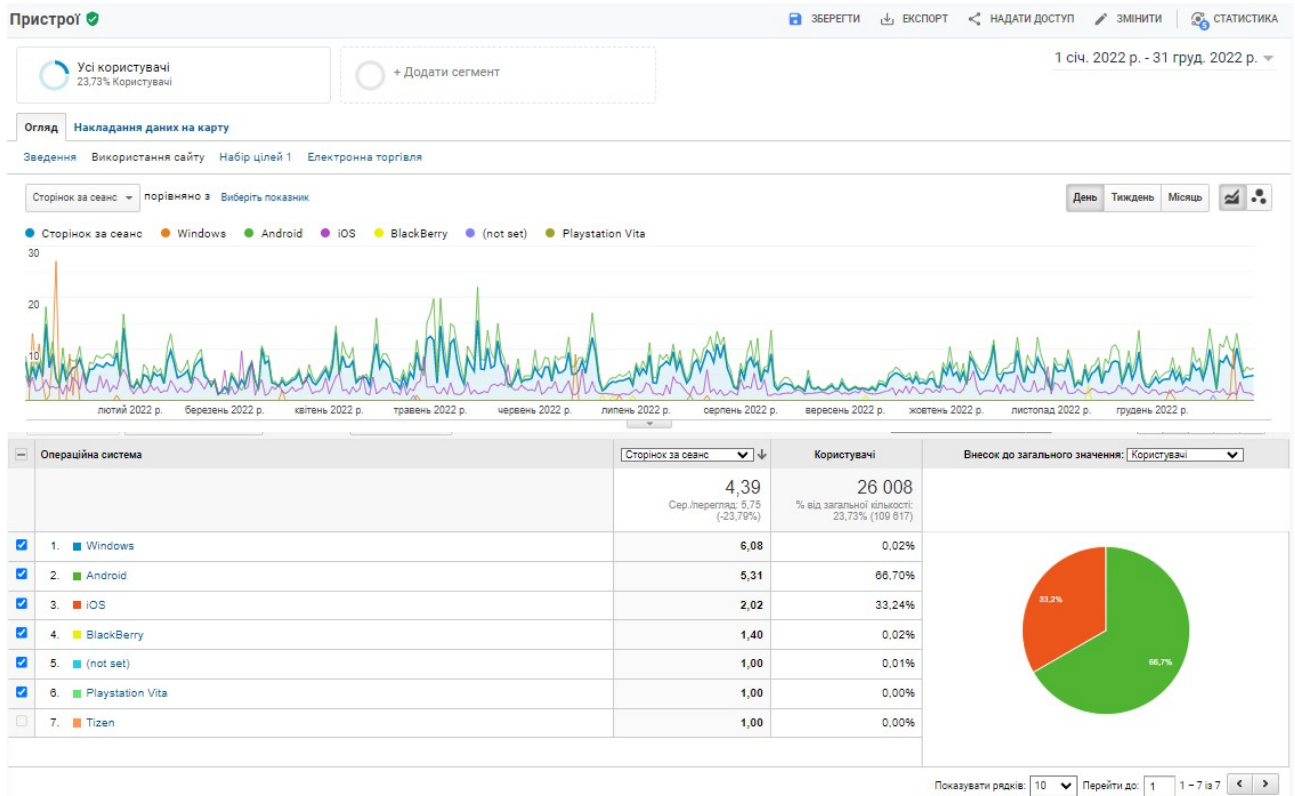 Пристрої
ЗБЕРЕГТИ ЕКСПОРТ НАДАТИ ДОСТУП ЗМІНИТИ СТАТИСТИКА
Усі користувачі
23,73% Користувачі
+ Додати сегмент
1 січ. 2022 р. - 31 груд. 2022 р.
Огляд Накладання даних на карту
Зведення Використання сайту Набір цілей 1 Електронна торгівля
Сторінок за сеанс порівняно з Виберіть показник
День Тиждень Місяць
Сторінок за сеанс Windows Android iOS BlackBerry (not set) Playstation Vita
30
20
10
лютий 2022 р. березень 2022 р. квітень 2022 р. травень 2022 р. червень 2022 р. липень 2022 р. серпень 2022 р. вересень 2022 р. жовтень 2022 р. листопад 2022 р. грудень 2022 р.
Операційна система Сторінок за сеанс Користувачі Внесок до загального значення: Користувачі
4,39 26 008
Сер./перегляд: 5,75 % від загальної кількості:
(-23,79%) 23,73% (109 617)
1. Windows 6,08 0,02%
2. Android 5,31 66,70%
3. iOS 2,02 33,24%
4. BlackBerry 1,40 0,02%
5. (not set) 1,00 0,01%
6. Playstation Vita 1,00 0,00%
7. Tizen 1,00 0,00%
33,2%
66,7%
Показувати рядків: 10 Перейти до: 1 1 – 7 із 7